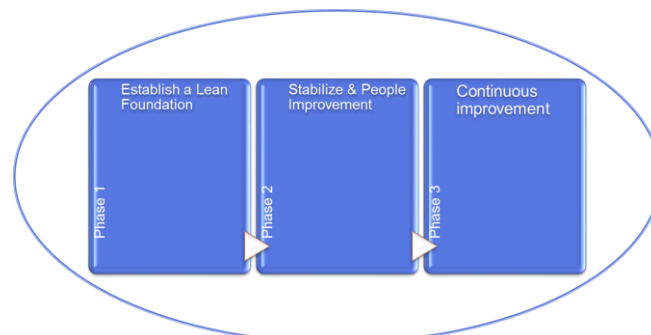 Establish a Lean
Foundation
Phase 1
Stabilize & People
Improvement
Phase 2
Continuous
improvement
Phase 3